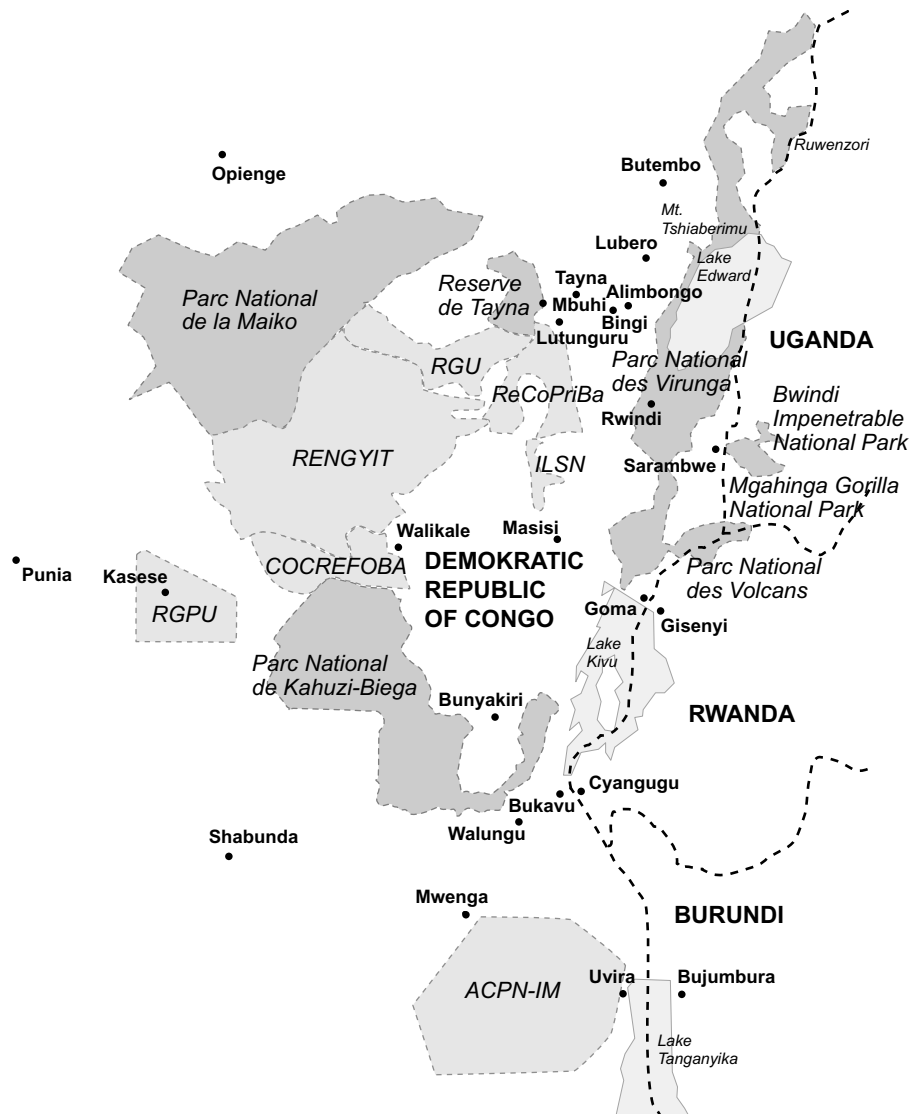 Ruwenzori
Opienge
Butembo
Mt.
Tshiaberimu
Lubero
Lake
Edward
Parc National
de la Maiko
Reserve
de Tayna
Tayna
Mbuhi
Alimbongo
Bingi
Lutunguru
UGANDA
RGU
ReCoPriBa
Parc National
des Virunga
Rwindi
Bwindi
Impenetrable
National Park
RENGYIT
ILSN
Sarambwe
Mgahinga Gorilla
National Park
Walikale
Masisi
COCREFOBA
DEMOKRATIC
REPUBLIC
OF CONGO
Parc National
des Volcans
Punia
Kasese
RGPU
Goma
Gisenyi
Lake
Kivu
Parc National
de Kahuzi-Biega
Bunyakiri
RWANDA
Cyangugu
Bukavu
Walungu
Shabunda
Mwenga
BURUNDI
ACPN-IM
Uvira
Bujumbura
Lake
Tanganyika